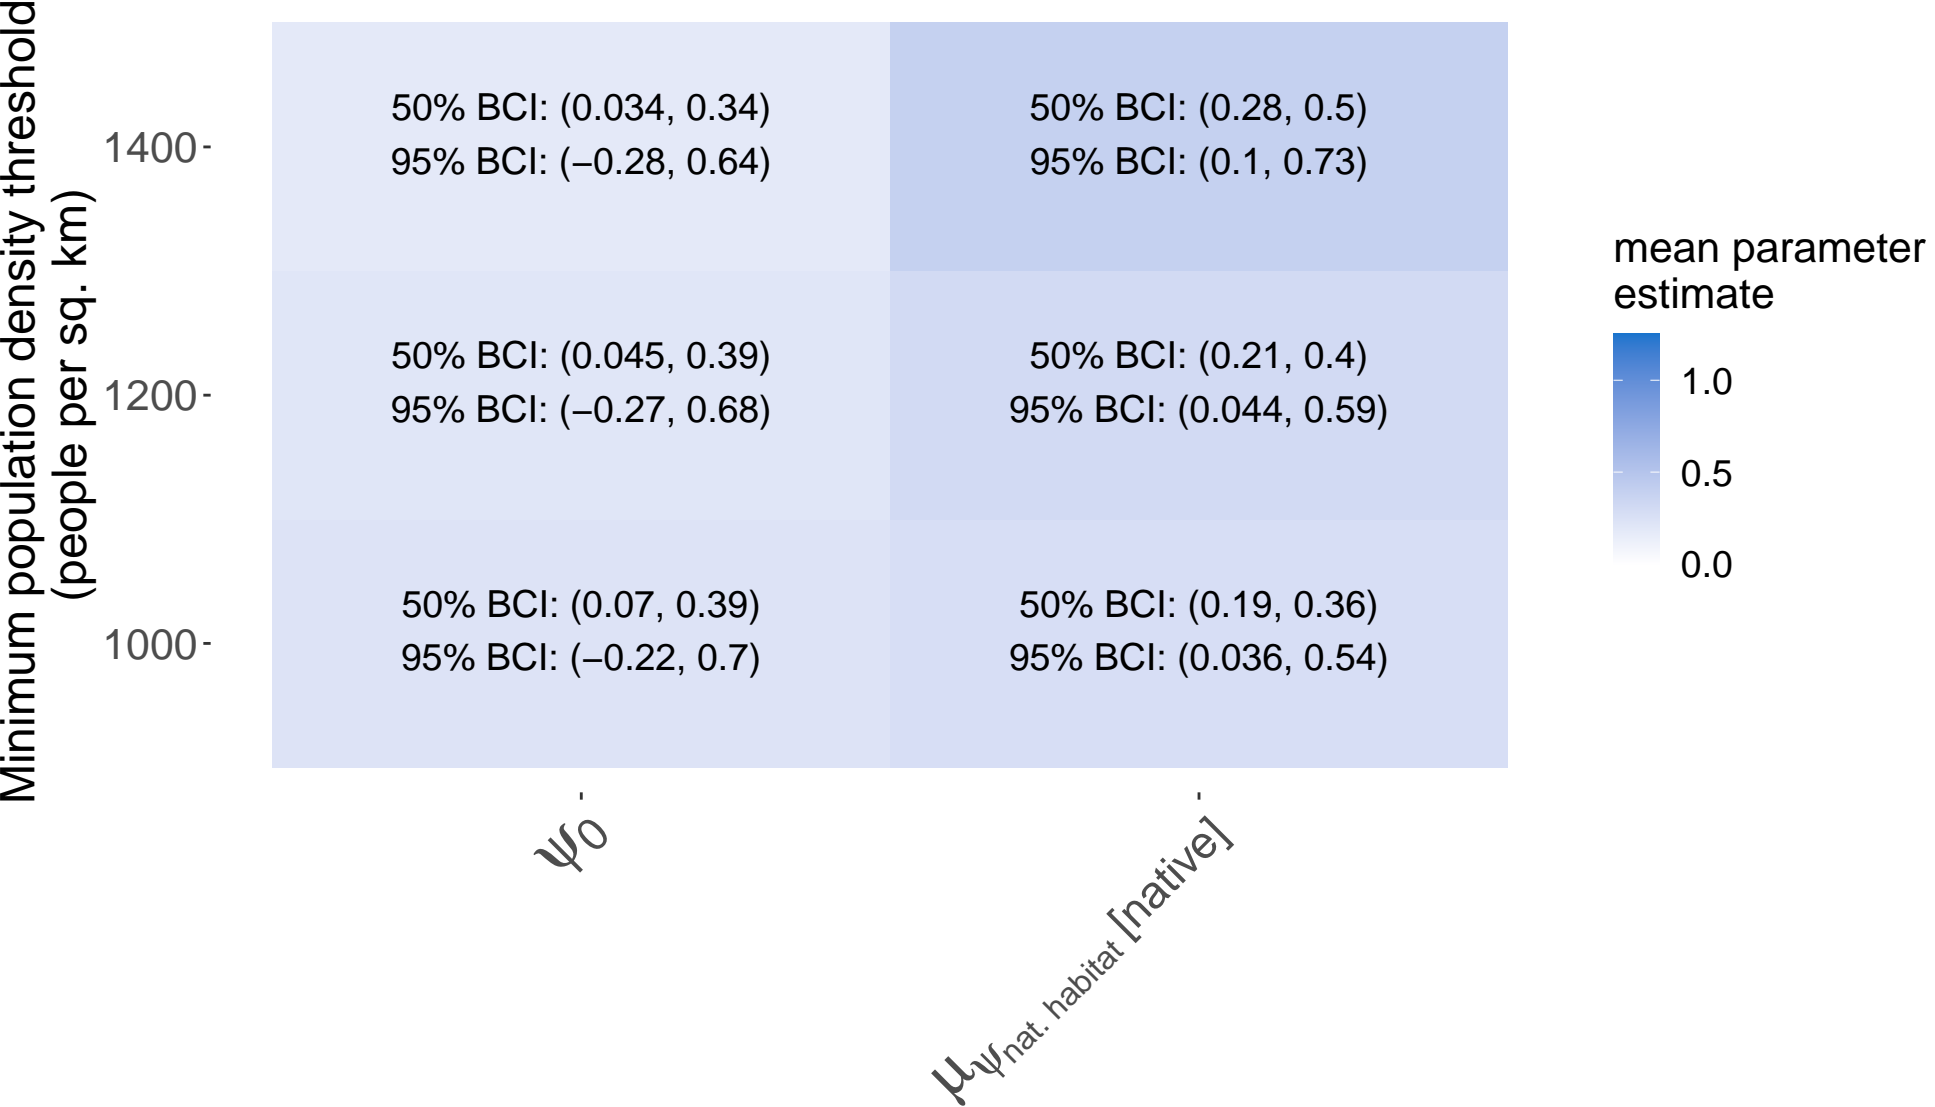 Minimum population density threshold
(people per sq. km)
1400
1200
1000
50% BCI: (0.034, 0.34)
95% BCI: (−0.28, 0.64)
50% BCI: (0.28, 0.5)
95% BCI: (0.1, 0.73)
50% BCI: (0.045, 0.39)
95% BCI: (−0.27, 0.68)
50% BCI: (0.21, 0.4)
95% BCI: (0.044, 0.59)
50% BCI: (0.07, 0.39)
95% BCI: (−0.22, 0.7)
50% BCI: (0.19, 0.36)
95% BCI: (0.036, 0.54)
ψ0
μψnat. habitat [native]
mean parameter
estimate
1.0
0.5
0.0